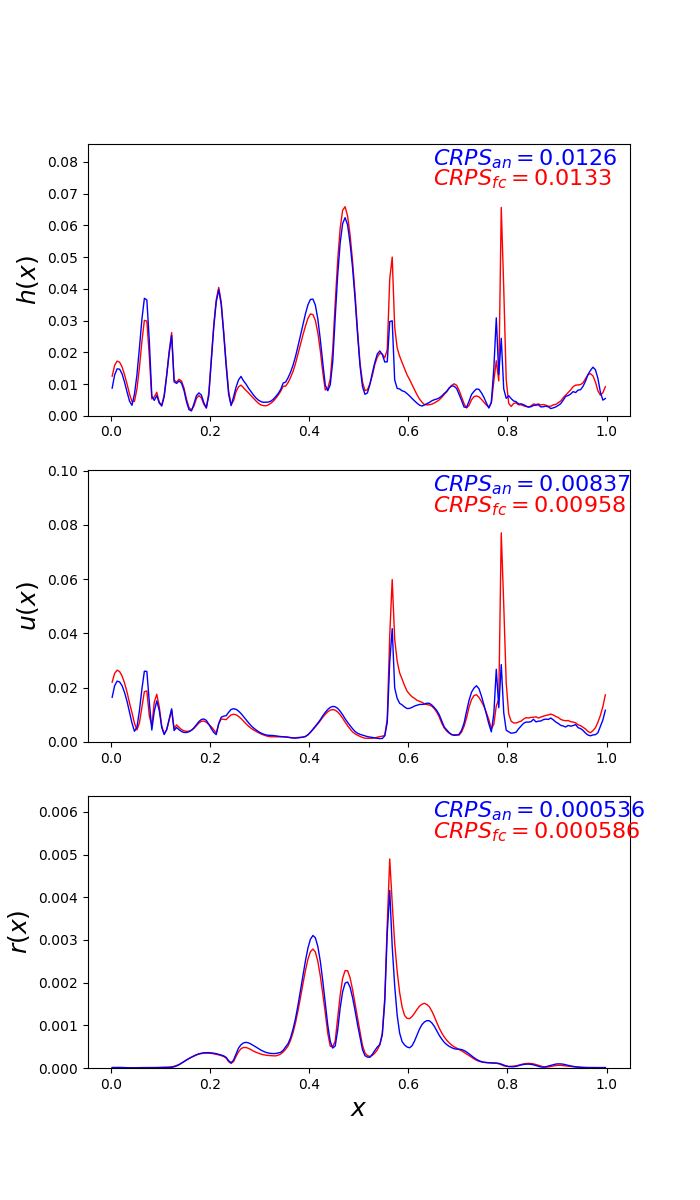 CRPS_an = 0.0126
CRPS_fc = 0.0133
0.08
0.07
0.06
0.05
0.04
0.03
0.02
0.01
0.00
h(x)
0.0 0.2 0.4 0.6 0.8 1.0
CRPS_an = 0.00837
CRPS_fc = 0.00958
0.10
0.08
0.06
0.04
0.02
0.00
u(x)
0.0 0.2 0.4 0.6 0.8 1.0
CRPS_an = 0.000536
CRPS_fc = 0.000586
0.006
0.005
0.004
0.003
0.002
0.001
0.000
r(x)
0.0 0.2 0.4 0.6 0.8 1.0
x